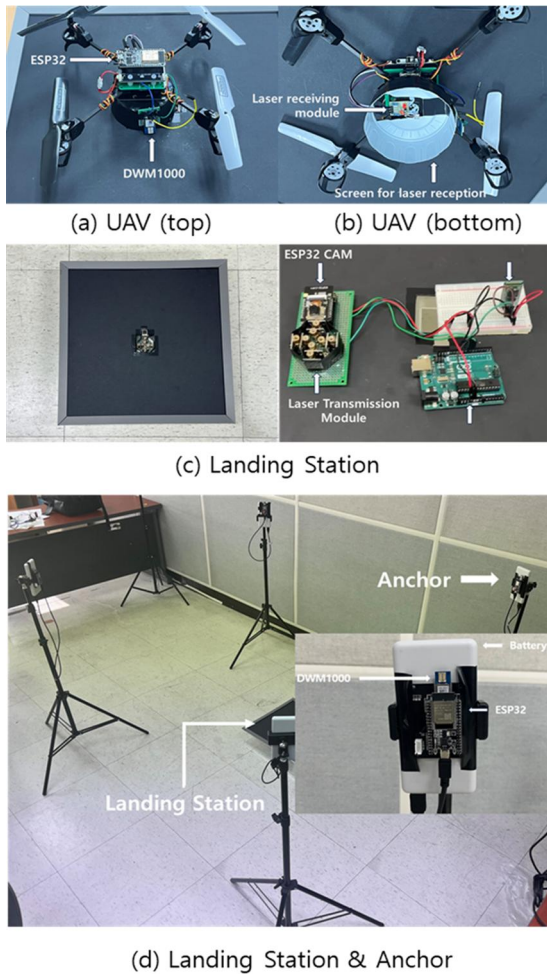 ESP32
DWM1000
Laser receiving
module
Screen for laser reception
(a) UAV (top)
(b) UAV (bottom)
ESP32 CAM
Laser Transmission
Module
(c) Landing Station
Anchor
Battery
DWM1000
ESP32
Landing Station
(d) Landing Station & Anchor